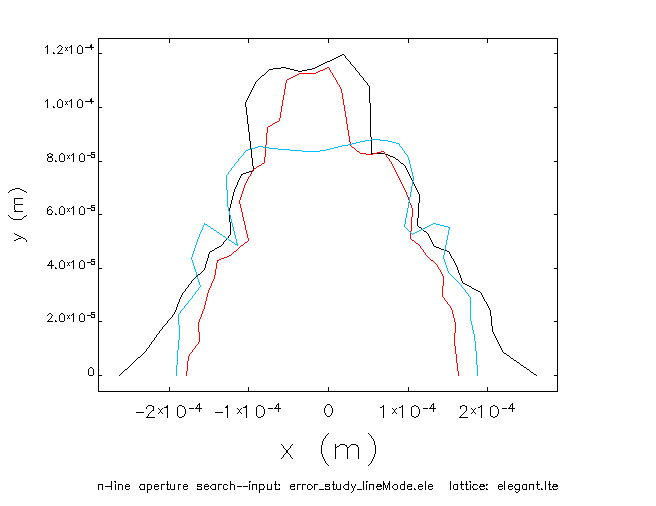 1.2×10⁻⁴
1.0×10⁻⁴
8.0×10⁻⁵
6.0×10⁻⁵
4.0×10⁻⁵
2.0×10⁻⁵
0
y (m)
-2×10⁻⁴ -1×10⁻⁴ 0 1×10⁻⁴ 2×10⁻⁴
x (m)
n-line aperture search--input: error_study_lineMode.ele lattice: elegant.lte